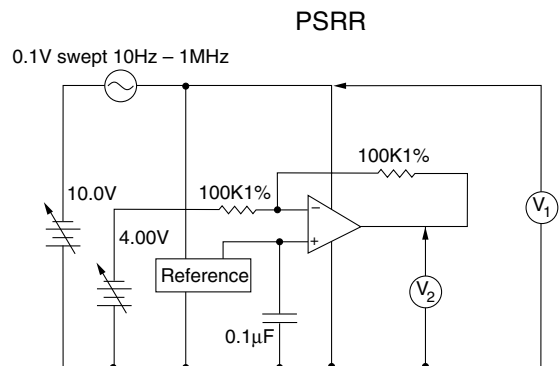 PSRR
0.1V swept 10Hz – 1MHz
100K1%
10.0V
100K1%
V1
4.00V
Reference
V2
0.1μF
−
+